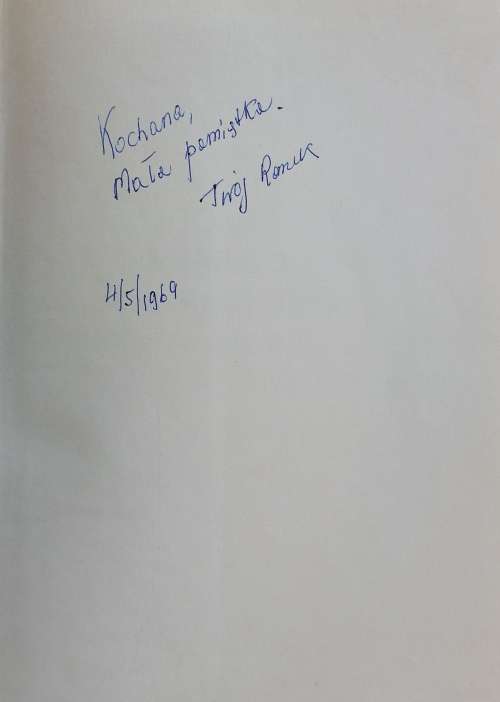 Kochana,
Mała pamiątka.
Twój Romek
4/5/1969